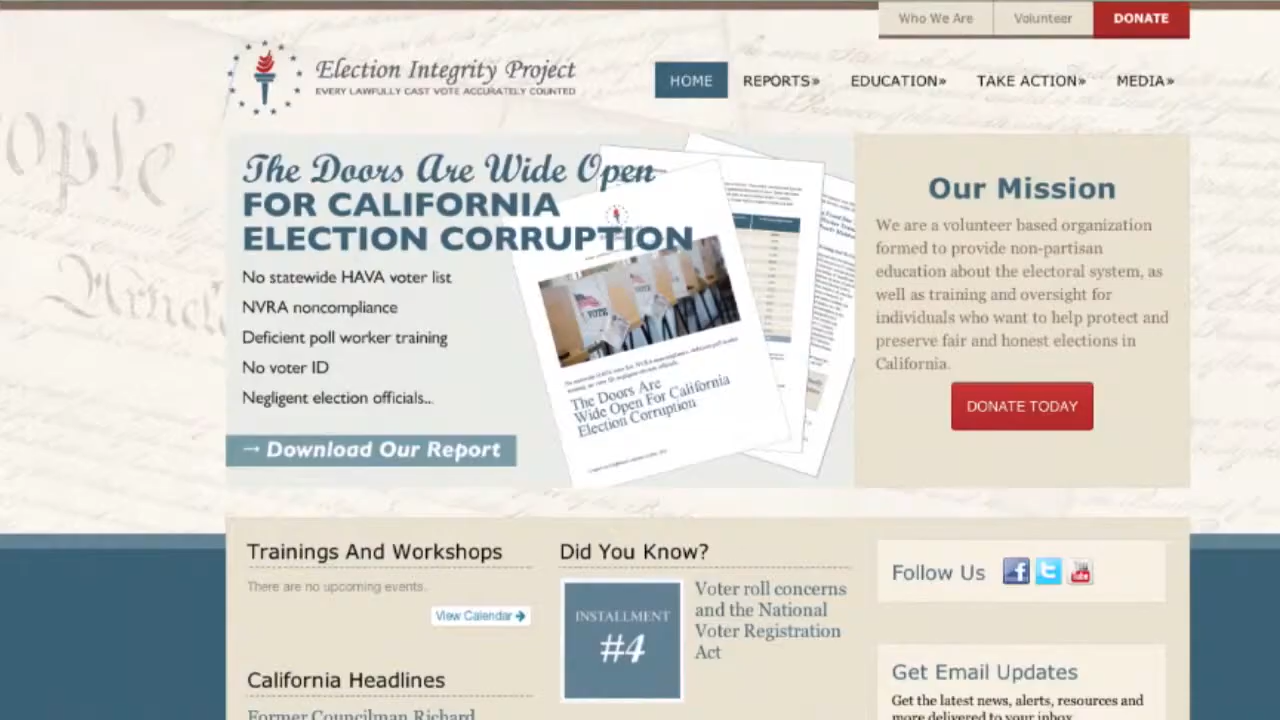 Who We Are
Volunteer
DONATE
Election Integrity Project
EVERY LAWFULLY CAST VOTE ACCURATELY COUNTED
HOME
REPORTS»
EDUCATION»
TAKE ACTION»
MEDIA»
ople
The Doors Are Wide Open
FOR CALIFORNIA
ELECTION CORRUPTION
No statewide HAVA voter list
NVRA noncompliance
Deficient poll worker training
No voter ID
Negligent election officials...
→ Download Our Report
VOTE
The Doors Are
Wide Open For California
Election Corruption
Our Mission
We are a volunteer based organization
formed to provide non-partisan
education about the electoral system, as
well as training and oversight for
individuals who want to help protect and
preserve fair and honest elections in
California.
DONATE TODAY
Trainings And Workshops
There are no upcoming events.
View Calendar →
California Headlines
Former Councilman Richard
Did You Know?
INSTALLMENT
#4
Voter roll concerns
and the National
Voter Registration
Act
Follow Us
Get Email Updates
Get the latest news, alerts, resources and
more delivered to your inbox